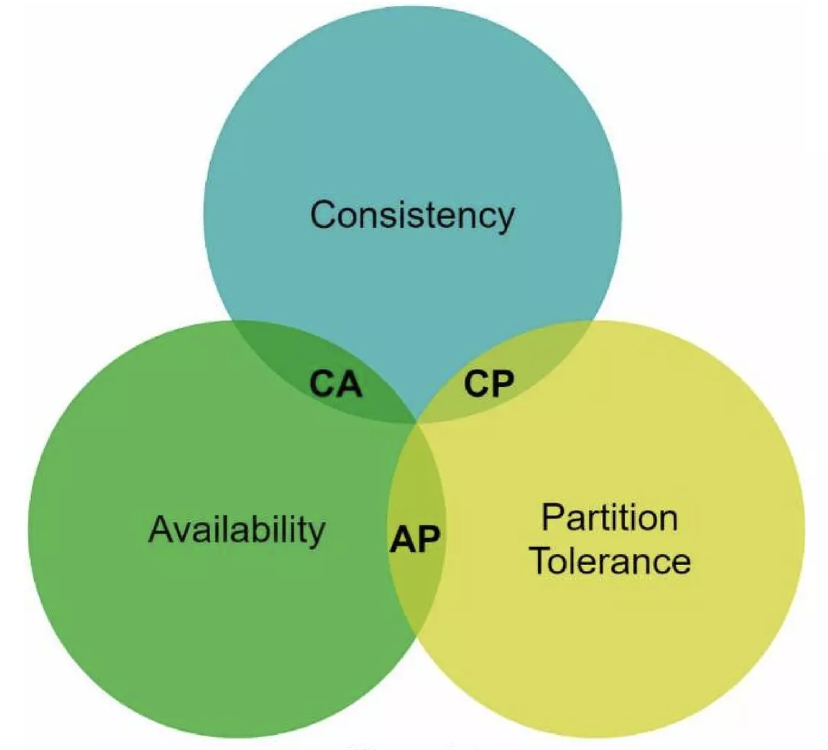 Consistency
CA
CP
Availability
AP
Partition
Tolerance